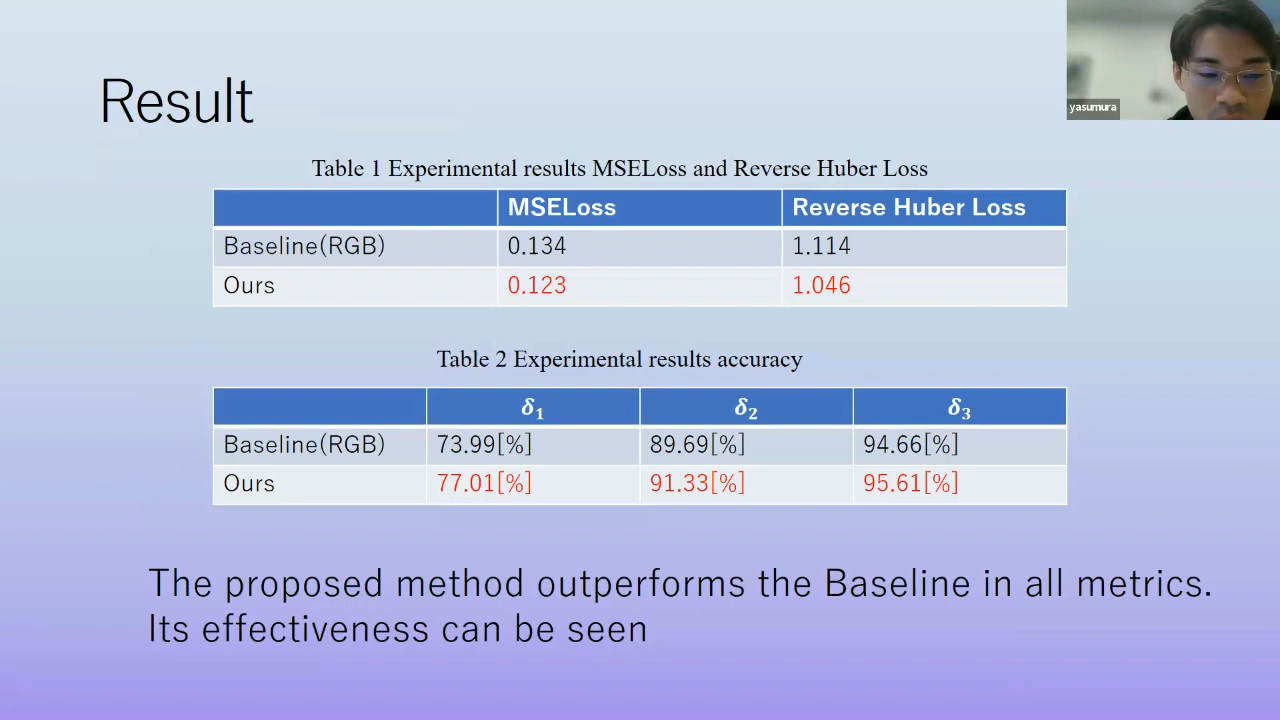 Result
yasumura
Table 1 Experimental results MSELoss and Reverse Huber Loss
MSELoss Reverse Huber Loss
Baseline(RGB) 0.134 1.114
Ours 0.123 1.046
Table 2 Experimental results accuracy
δ₁ δ₂ δ₃
Baseline(RGB) 73.99[%] 89.69[%] 94.66[%]
Ours 77.01[%] 91.33[%] 95.61[%]
The proposed method outperforms the Baseline in all metrics.
Its effectiveness can be seen